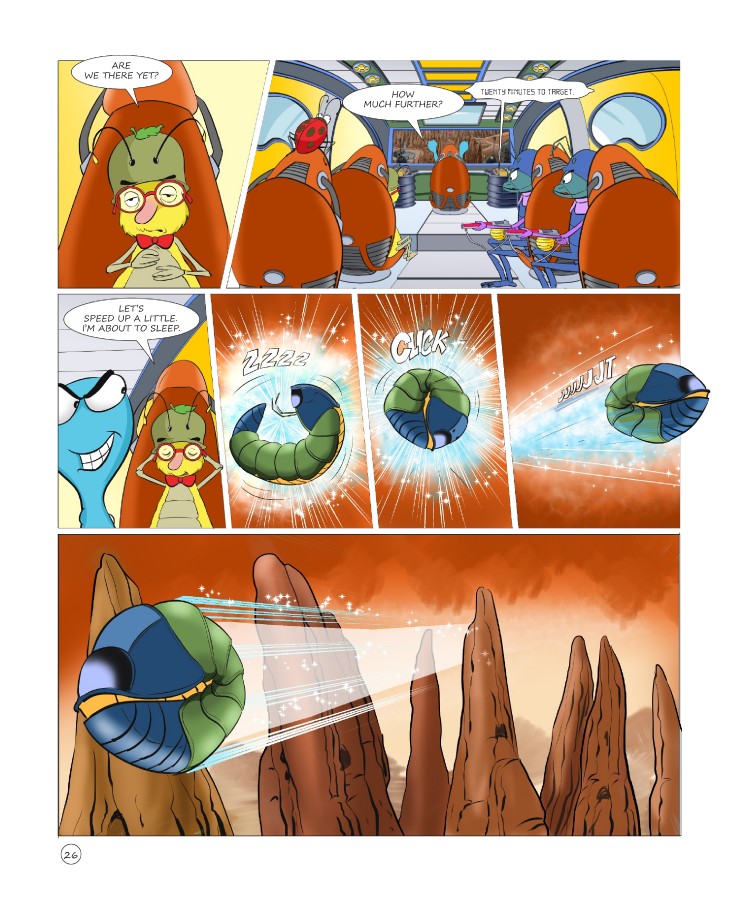 ARE
WE THERE YET?
HOW
MUCH FURTHER?
TWENTY MINUTES TO TARGET.
LET'S
SPEED UP A LITTLE.
I'M ABOUT TO SLEEP.
ZZZZ
CLICK
JJJJJJT
26